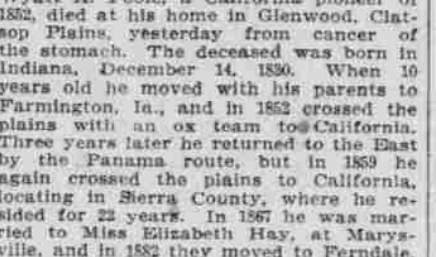 a California pioneer of
1852, died at his home in Glenwood, Clat-
sop Plains, yesterday from cancer of
the stomach. The deceased was born in
Indiana, December 14, 1830. When 10
years old he moved with his parents to
Farmington, Ia., and in 1852 crossed the
plains with an ox team to California.
Three years later he returned to the East
by the Panama route, but in 1859 he
again crossed the plains to California,
locating in Sierra County, where he re-
sided for 22 years. In 1867 he was mar-
ried to Miss Elizabeth Hay, at Marys-
ville, and in 1882 they moved to Ferndale,